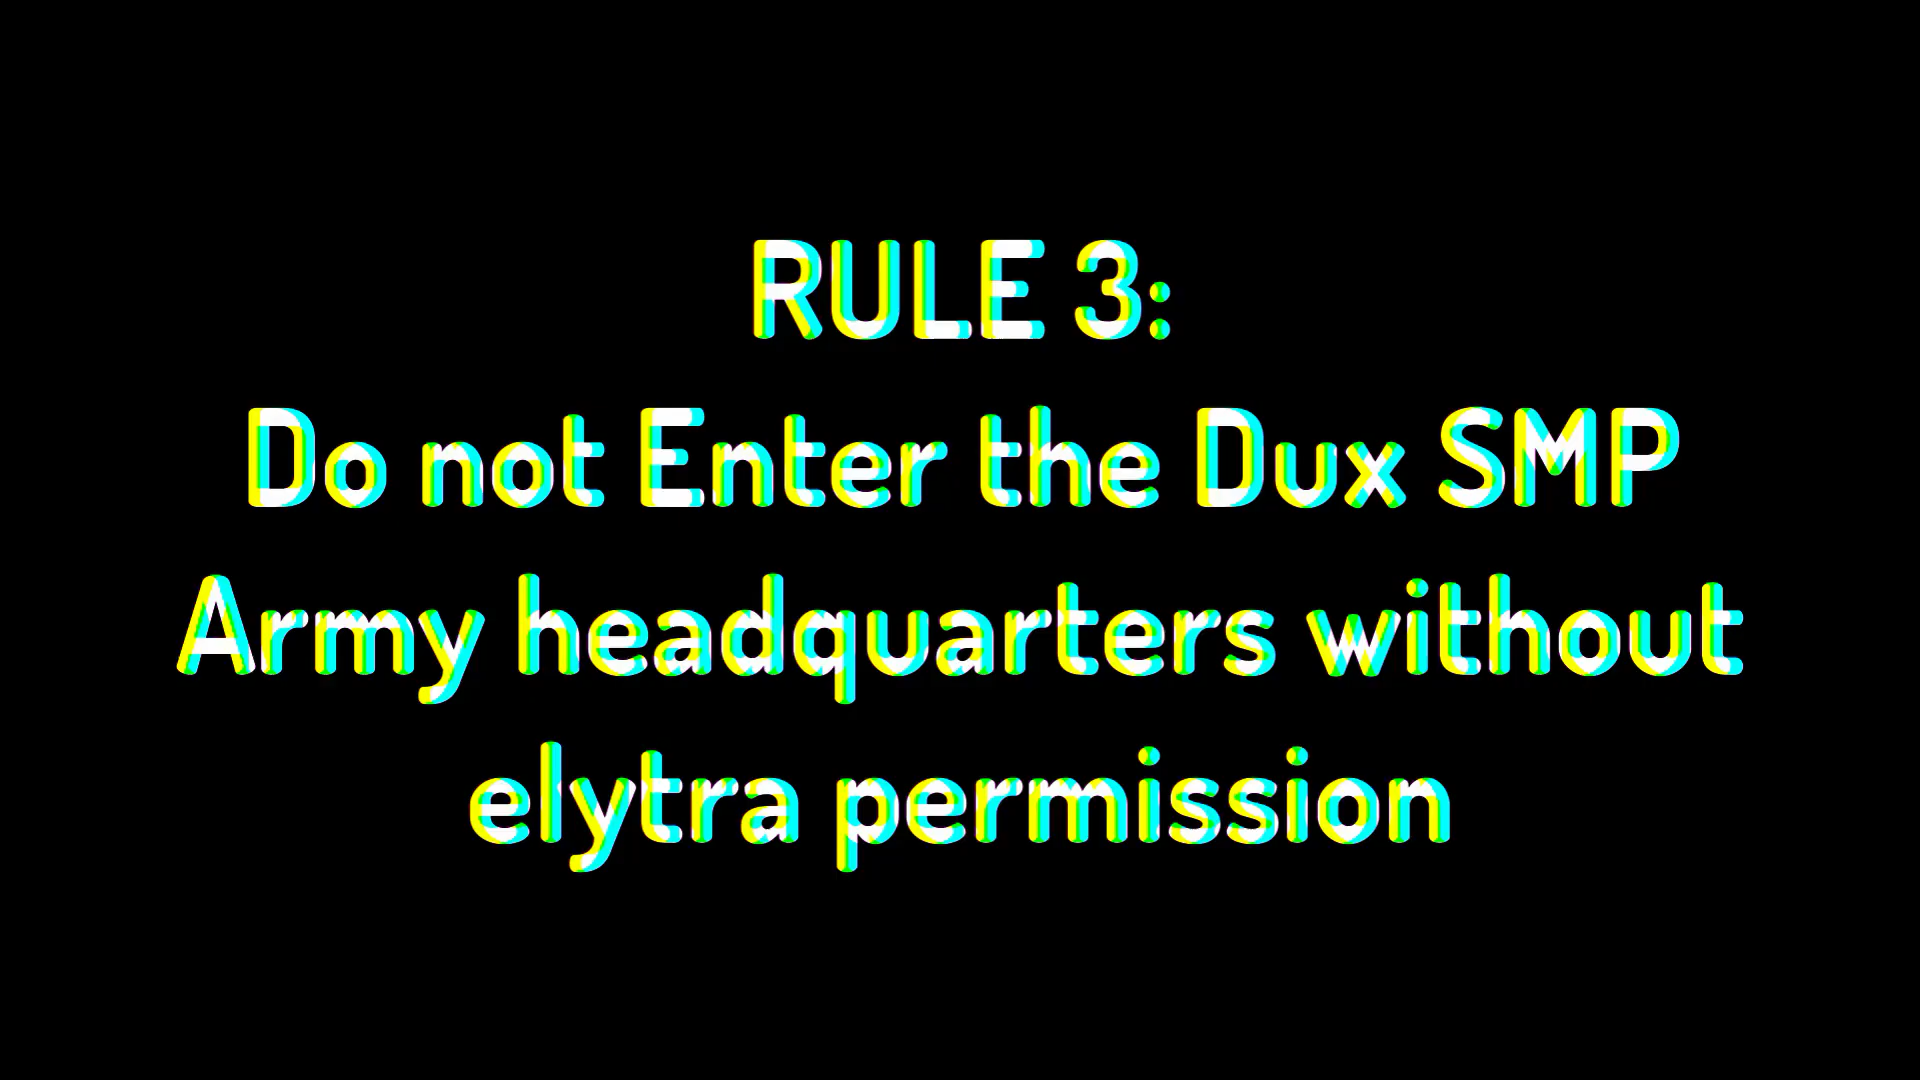 RULE 3:
Do not Enter the Dux SMP
Army headquarters without
elytra permission